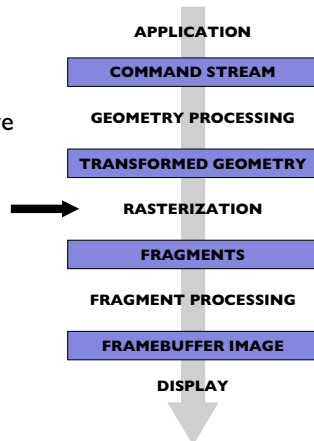 APPLICATION
COMMAND STREAM
GEOMETRY PROCESSING
TRANSFORMED GEOMETRY
RASTERIZATION
FRAGMENTS
FRAGMENT PROCESSING
FRAMEBUFFER IMAGE
DISPLAY